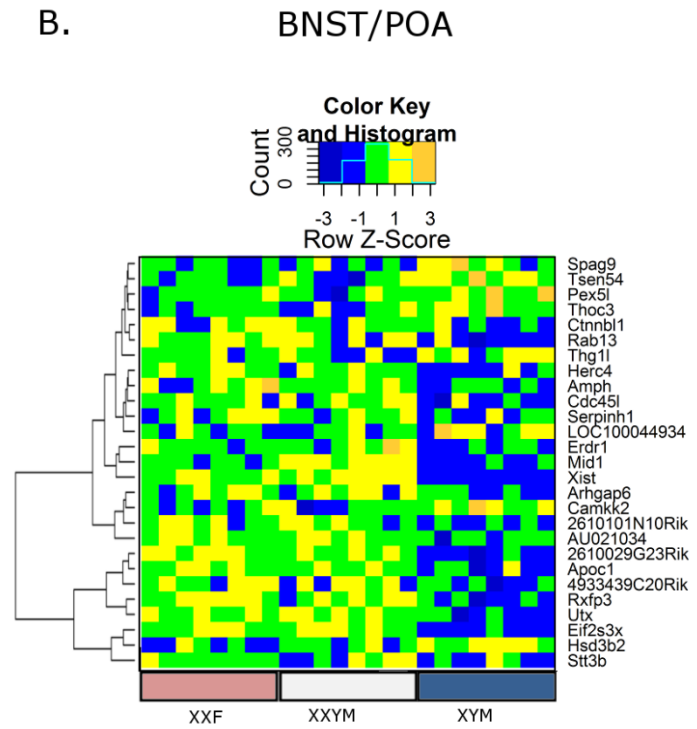 B.
BNST/POA
Color Key
and Histogram
Count
0 300
-3 -1 1 3
Row Z-Score
Spag9
Tsen54
Pex5l
Thoc3
Ctnnbl1
Rab13
Thg1l
Herc4
Amph
Cdc45l
Serpinh1
LOC100044934
Erdr1
Mid1
Xist
Arhgap6
Camkk2
2610101N10Rik
AU021034
2610029G23Rik
Apoc1
4933439C20Rik
Rxfp3
Utx
Eif2s3x
Hsd3b2
Stt3b
XXF XXYM XYM